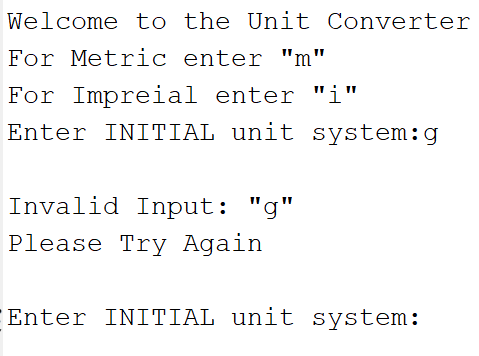 Welcome to the Unit Converter
For Metric enter "m"
For Impreial enter "i"
Enter INITIAL unit system:g
Invalid Input: "g"
Please Try Again
Enter INITIAL unit system: